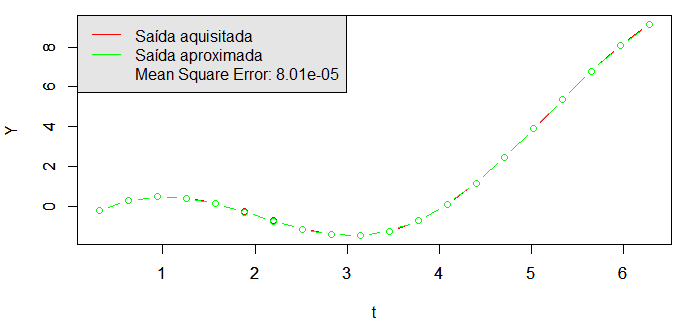 Saída aquisitada
Saída aproximada
Mean Square Error: 8.01e-05
8
6
4
2
0
Y
1 2 3 4 5 6
t